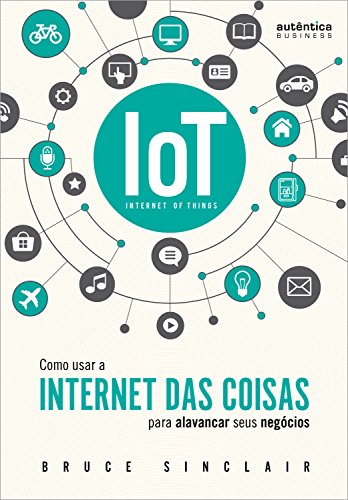 autêntica
BUSINESS
IoT
INTERNET OF THINGS
Como usar a
INTERNET DAS COISAS
para alavancar seus negócios
BRUCE SINCLAIR